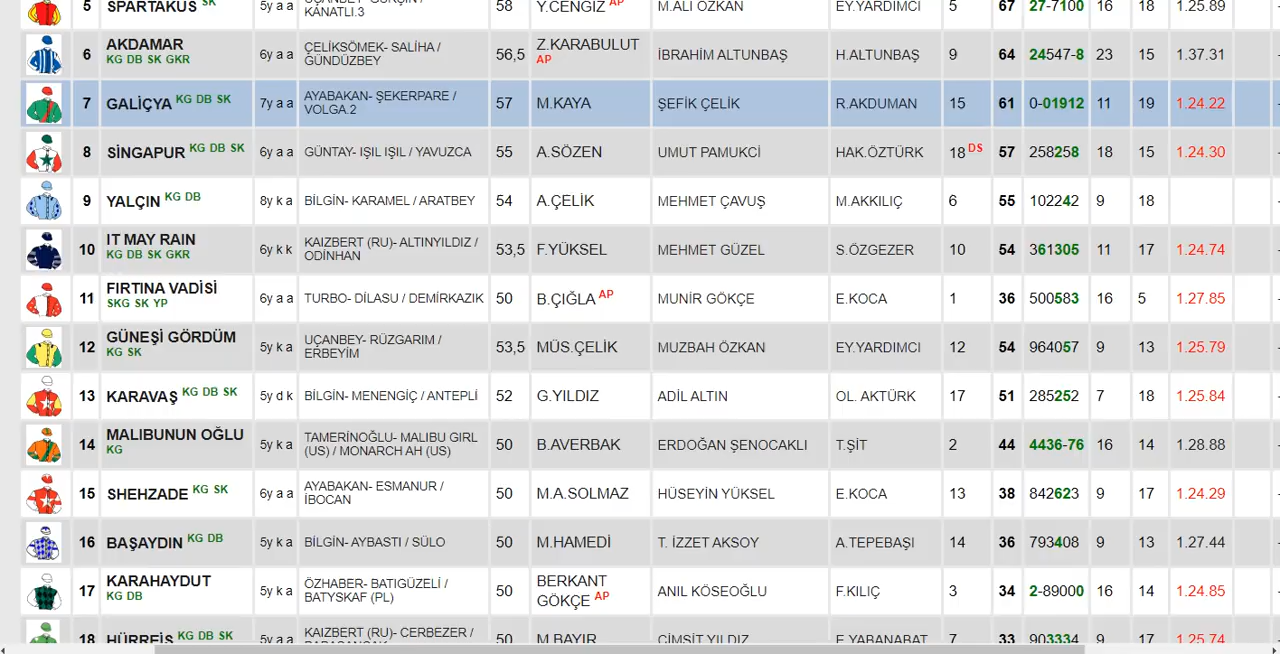 5 SPARTAKÜS SK 5y a a UÇANBEY- GÖKÇIN / KANATLI.3 58 Y.CENGİZ AP M.ALİ ÖZKAN EY.YARDIMCI 5 67 27-7100 16 18 1.25.89
6 AKDAMAR KG DB SK GKR 6y a a ÇELİKSÖMEK- SALİHA / GÜNDÜZBEY 56,5 Z.KARABULUT AP İBRAHİM ALTUNBAŞ H.ALTUNBAŞ 9 64 24547-8 23 15 1.37.31 -
7 GALİÇYA KG DB SK 7y a a AYABAKAN- ŞEKERPARE / VOLGA.2 57 M.KAYA ŞEFİK ÇELİK R.AKDUMAN 15 61 0-01912 11 19 1.24.22 -
8 SİNGAPUR KG DB SK 6y a a GÜNTAY- IŞIL IŞIL / YAVUZCA 55 A.SÖZEN UMUT PAMUKCİ HAK.ÖZTÜRK 18 DS 57 258258 18 15 1.24.30 -
9 YALÇIN KG DB 8y k a BİLGİN- KARAMEL / ARATBEY 54 A.ÇELİK MEHMET ÇAVUŞ M.AKKILIÇ 6 55 102242 9 18 -
10 IT MAY RAIN KG DB SK GKR 6y k k KAIZBERT (RU)- ALTINYILDIZ / ODİNHAN 53,5 F.YÜKSEL MEHMET GÜZEL S.ÖZGEZER 10 54 361305 11 17 1.24.74 -
11 FIRTINA VADİSİ SKG SK YP 6y a a TURBO- DİLASU / DEMİRKAZIK 50 B.ÇIĞLA AP MUNİR GÖKÇE E.KOCA 1 36 500583 16 5 1.27.85 -
12 GÜNEŞİ GÖRDÜM KG SK 5y k a UÇANBEY- RÜZGARIM / ERBEYİM 53,5 MÜS.ÇELİK MUZBAH ÖZKAN EY.YARDIMCI 12 54 964057 9 13 1.25.79 -
13 KARAVAŞ KG DB SK 5y d k BİLGİN- MENENGİÇ / ANTEPLİ 52 G.YILDIZ ADİL ALTIN OL. AKTÜRK 17 51 285252 7 18 1.25.84 -
14 MALIBUNUN OĞLU KG 5y k a TAMERİNOĞLU- MALIBU GIRL (US) / MONARCH AH (US) 50 B.AVERBAK ERDOĞAN ŞENOCAKLI T.ŞİT 2 44 4436-76 16 14 1.28.88 -
15 SHEHZADE KG SK 6y a a AYABAKAN- ESMANUR / İBOCAN 50 M.A.SOLMAZ HÜSEYİN YÜKSEL E.KOCA 13 38 842623 9 17 1.24.29 -
16 BAŞAYDIN KG DB 5y k a BİLGİN- AYBASTI / SÜLO 50 M.HAMEDİ T. İZZET AKSOY A.TEPEBAŞI 14 36 793408 9 13 1.27.44 -
17 KARAHAYDUT KG DB 5y k a ÖZHABER- BATIGÜZELİ / BATYSKAF (PL) 50 BERKANT GÖKÇE AP ANIL KÖSEOĞLU F.KILIÇ 3 34 2-89000 16 14 1.24.85 -
18 HÜRREİS KG DB SK 5y a a KAIZBERT (RU)- CERBEZER / 50 M.BAYIR CİMŞİT YILDIZ E.YABANABAT 7 33 903334 9 17 1.25.74 -